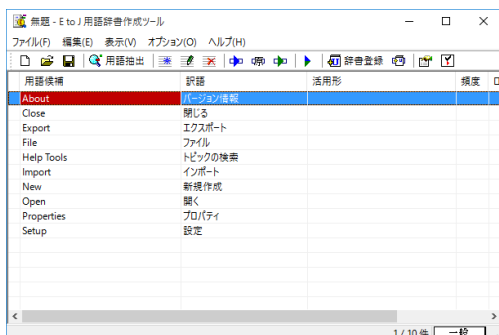 無題 - E to J 用語辞書作成ツール
ファイル(F) 編集(E) 表示(V) オプション(O) ヘルプ(H)
用語抽出 辞書登録
用語候補 訳語 活用形 頻度
About バージョン情報
Close 閉じる
Export エクスポート
File ファイル
Help Tools トピックの検索
Import インポート
New 新規作成
Open 開く
Properties プロパティ
Setup 設定
1 / 10 件 一般